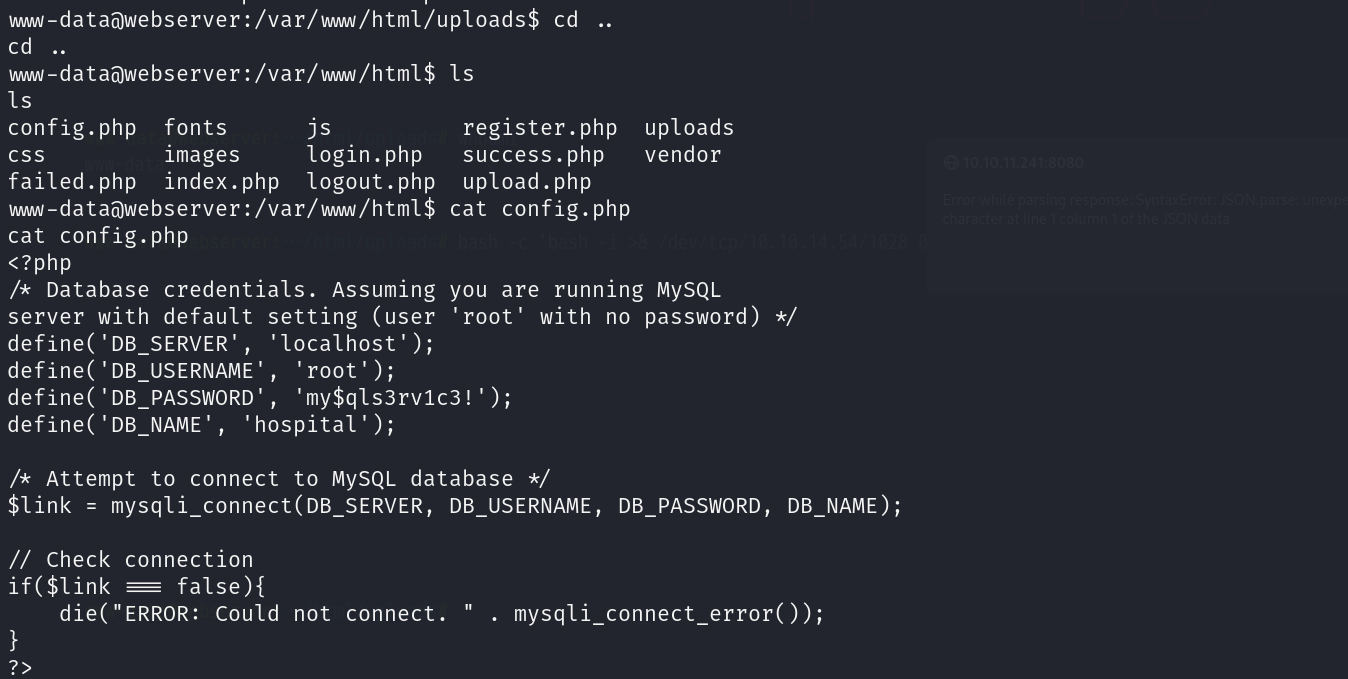 www-data@webserver:/var/www/html/uploads$ cd ..
cd ..
www-data@webserver:/var/www/html$ ls
ls
config.php  fonts      js          register.php  uploads
css         images     login.php   success.php   vendor
failed.php  index.php  logout.php  upload.php
www-data@webserver:/var/www/html$ cat config.php
cat config.php
<?php
/* Database credentials. Assuming you are running MySQL
server with default setting (user 'root' with no password) */
define('DB_SERVER', 'localhost');
define('DB_USERNAME', 'root');
define('DB_PASSWORD', 'my$qls3rv1c3!');
define('DB_NAME', 'hospital');

/* Attempt to connect to MySQL database */
$link = mysqli_connect(DB_SERVER, DB_USERNAME, DB_PASSWORD, DB_NAME);

// Check connection
if($link === false){
    die("ERROR: Could not connect. " . mysqli_connect_error());
}
?>
10.10.11.241:8080
Error while parsing response: SyntaxError: JSON.parse:
character at line 1 column 1 of the JSON data